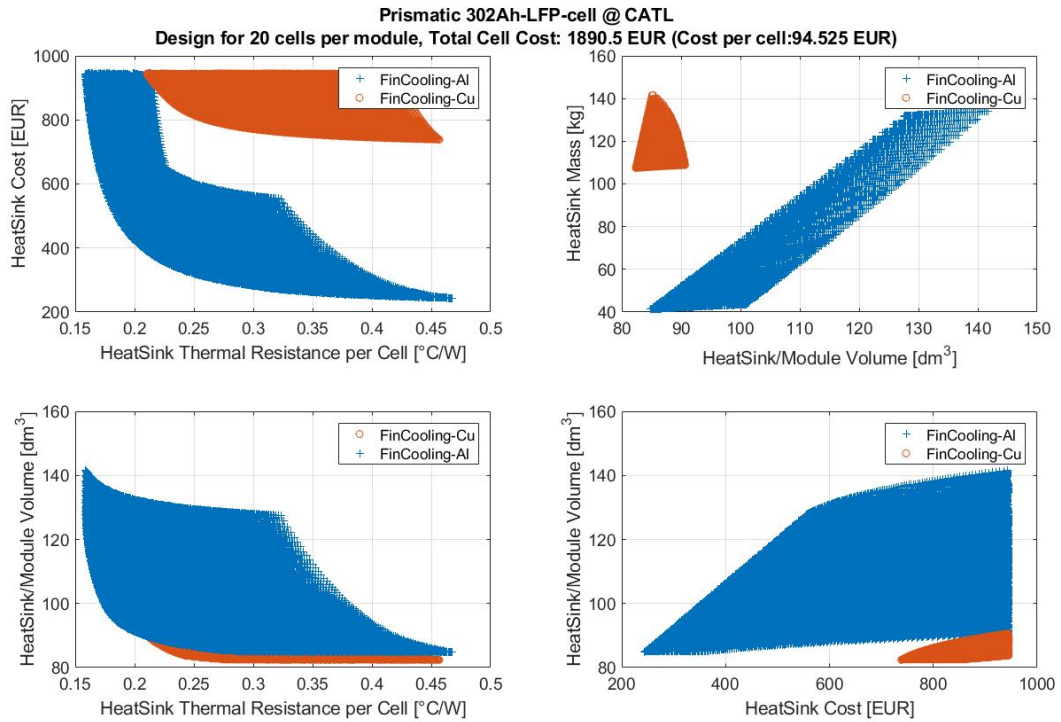 Prismatic 302Ah-LFP-cell @ CATL
Design for 20 cells per module, Total Cell Cost: 1890.5 EUR (Cost per cell:94.525 EUR)
HeatSink Cost [EUR]
1000
800
600
400
200
0.15 0.2 0.25 0.3 0.35 0.4 0.45 0.5
HeatSink Thermal Resistance per Cell [°C/W]
FinCooling-Al
FinCooling-Cu
HeatSink Mass [kg]
160
140
120
100
80
60
40
80 90 100 110 120 130 140 150
HeatSink/Module Volume [dm³]
FinCooling-Al
FinCooling-Cu
HeatSink/Module Volume [dm³]
160
140
120
100
80
0.15 0.2 0.25 0.3 0.35 0.4 0.45 0.5
HeatSink Thermal Resistance per Cell [°C/W]
FinCooling-Cu
FinCooling-Al
HeatSink/Module Volume [dm³]
160
140
120
100
80
200 400 600 800 1000
HeatSink Cost [EUR]
FinCooling-Al
FinCooling-Cu